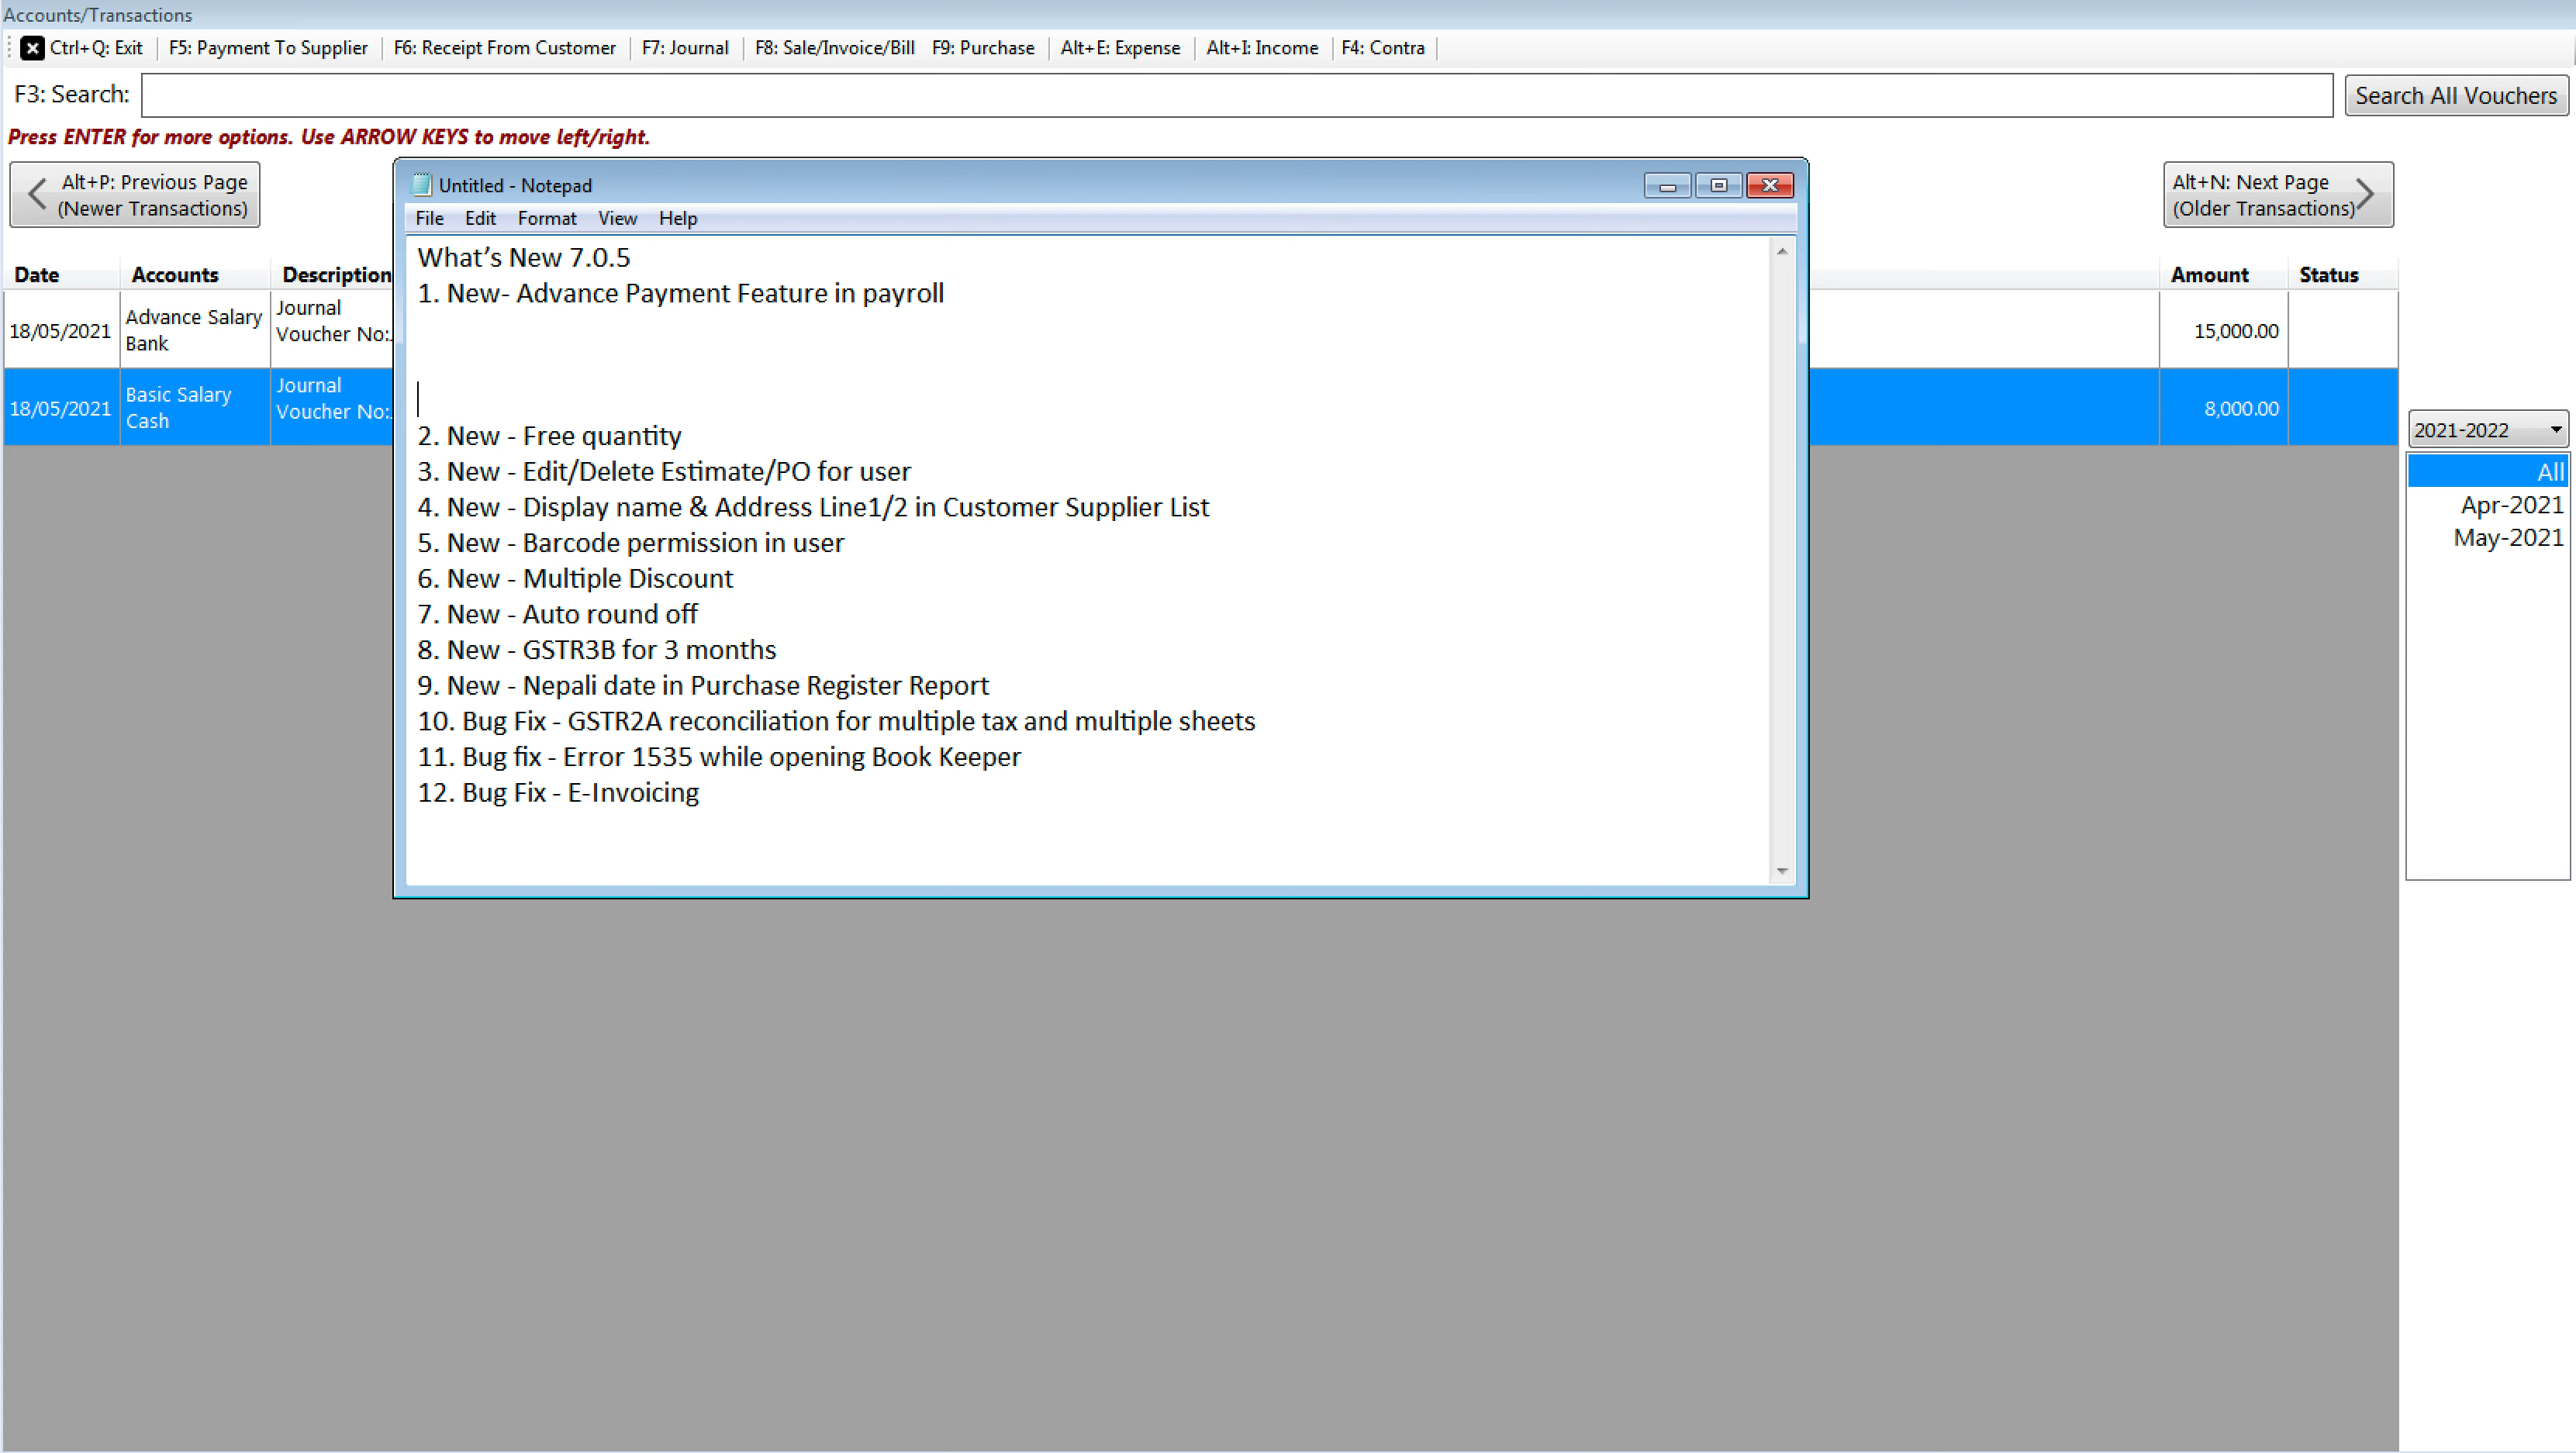 Accounts/Transactions
Ctrl+Q: Exit F5: Payment To Supplier F6: Receipt From Customer F7: Journal F8: Sale/Invoice/Bill F9: Purchase Alt+E: Expense Alt+I: Income F4: Contra
F3: Search: Search All Vouchers
Press ENTER for more options. Use ARROW KEYS to move left/right.
Alt+P: Previous Page
(Newer Transactions)
Alt+N: Next Page
(Older Transactions)
Date Accounts Description Amount Status
18/05/2021 Advance Salary Journal 15,000.00
Bank Voucher No:.
18/05/2021 Basic Salary Journal 8,000.00
Cash Voucher No:.
Untitled - Notepad
File Edit Format View Help
What’s New 7.0.5
1. New- Advance Payment Feature in payroll
2. New - Free quantity
3. New - Edit/Delete Estimate/PO for user
4. New - Display name & Address Line1/2 in Customer Supplier List
5. New - Barcode permission in user
6. New - Multiple Discount
7. New - Auto round off
8. New - GSTR3B for 3 months
9. New - Nepali date in Purchase Register Report
10. Bug Fix - GSTR2A reconciliation for multiple tax and multiple sheets
11. Bug fix - Error 1535 while opening Book Keeper
12. Bug Fix - E-Invoicing
2021-2022
All
Apr-2021
May-2021